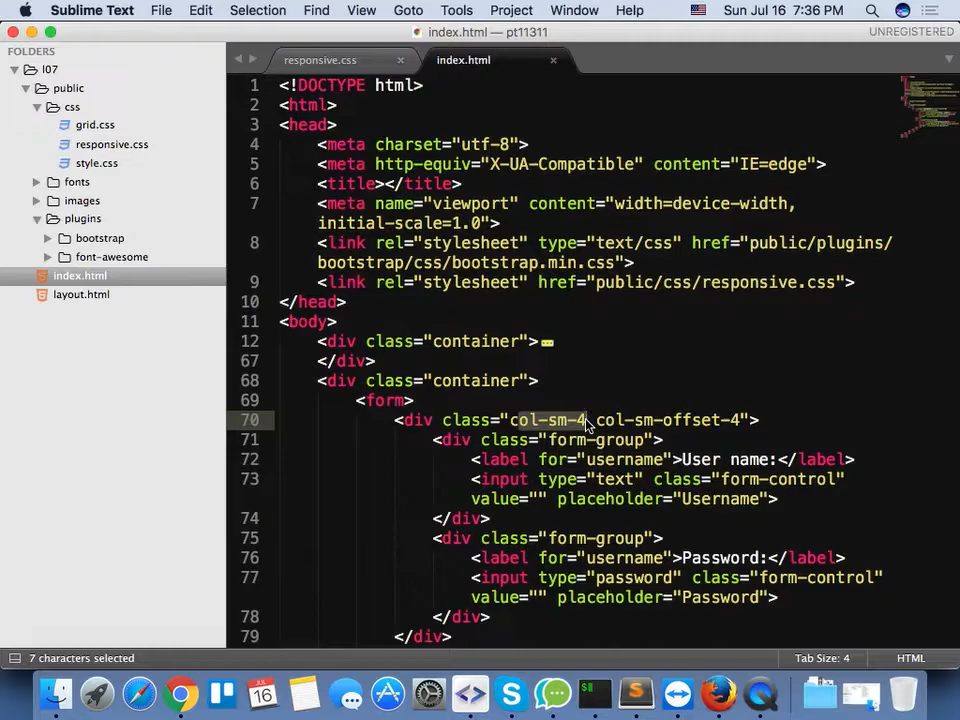 Sublime Text File Edit Selection Find View Goto Tools Project Window Help Sun Jul 16 7:36 PM
index.html — pt11311 UNREGISTERED
FOLDERS
l07
public
css
grid.css
responsive.css
style.css
fonts
images
plugins
bootstrap
font-awesome
index.html
layout.html
responsive.css × index.html ×
1 <!DOCTYPE html>
2 <html>
3 <head>
4 <meta charset="utf-8">
5 <meta http-equiv="X-UA-Compatible" content="IE=edge">
6 <title></title>
7 <meta name="viewport" content="width=device-width,
initial-scale=1.0">
8 <link rel="stylesheet" type="text/css" href="public/plugins/
bootstrap/css/bootstrap.min.css">
9 <link rel="stylesheet" href="public/css/responsive.css">
10 </head>
11 <body>
12 <div class="container">
67 </div>
68 <div class="container">
69 <form>
70 <div class="col-sm-4 col-sm-offset-4">
71 <div class="form-group">
72 <label for="username">User name:</label>
73 <input type="text" class="form-control"
value="" placeholder="Username">
74 </div>
75 <div class="form-group">
76 <label for="username">Password:</label>
77 <input type="password" class="form-control"
value="" placeholder="Password">
78 </div>
79 </div>
7 characters selected Tab Size: 4 HTML
16